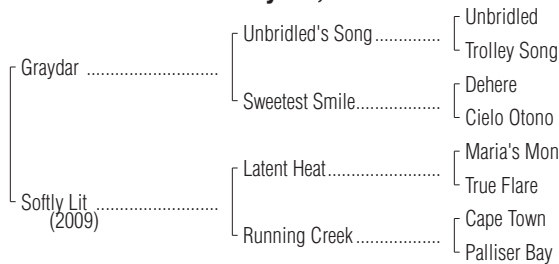 Graydar
Softly Lit
(2009)
Unbridled's Song
Sweetest Smile
Latent Heat
Running Creek
Unbridled
Trolley Song
Dehere
Cielo Otono
Maria's Mon
True Flare
Cape Town
Palliser Bay